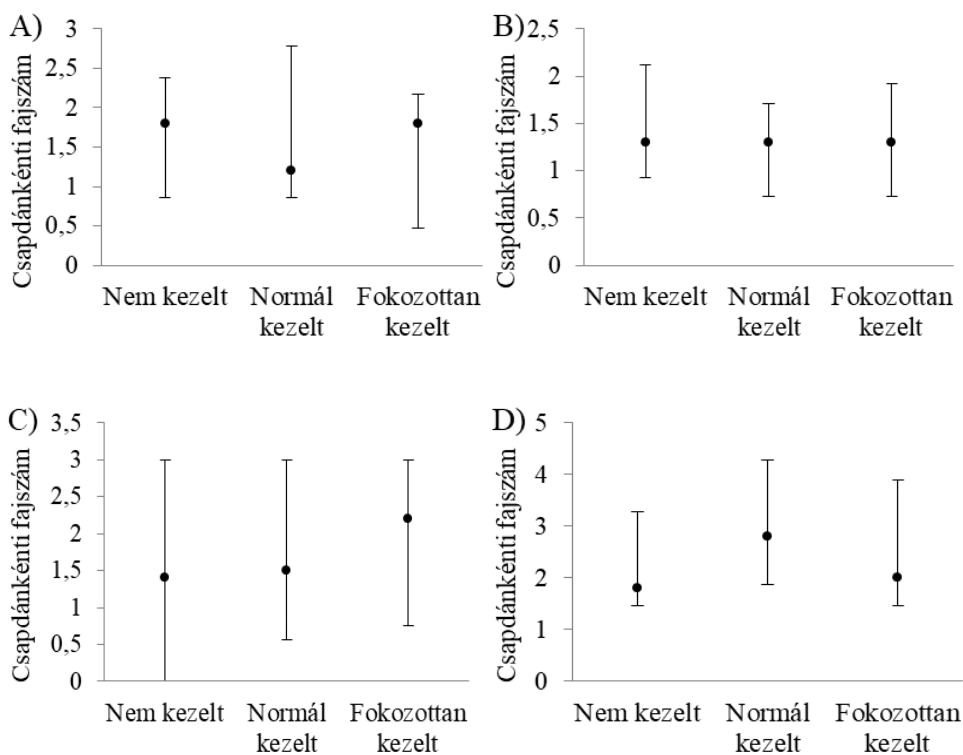 A)
Csapdánkénti fajszám
3
2,5
2
1,5
1
0,5
0
Nem kezelt
Normál
kezelt
Fokozottan
kezelt
B)
Csapdánkénti fajszám
2,5
2
1,5
1
0,5
0
Nem kezelt
Normál
kezelt
Fokozottan
kezelt
C)
Csapdánkénti fajszám
3,5
3
2,5
2
1,5
1
0,5
0
Nem kezelt
Normál
kezelt
Fokozottan
kezelt
D)
Csapdánkénti fajszám
5
4
3
2
1
0
Nem kezelt
Normál
kezelt
Fokozottan
kezelt